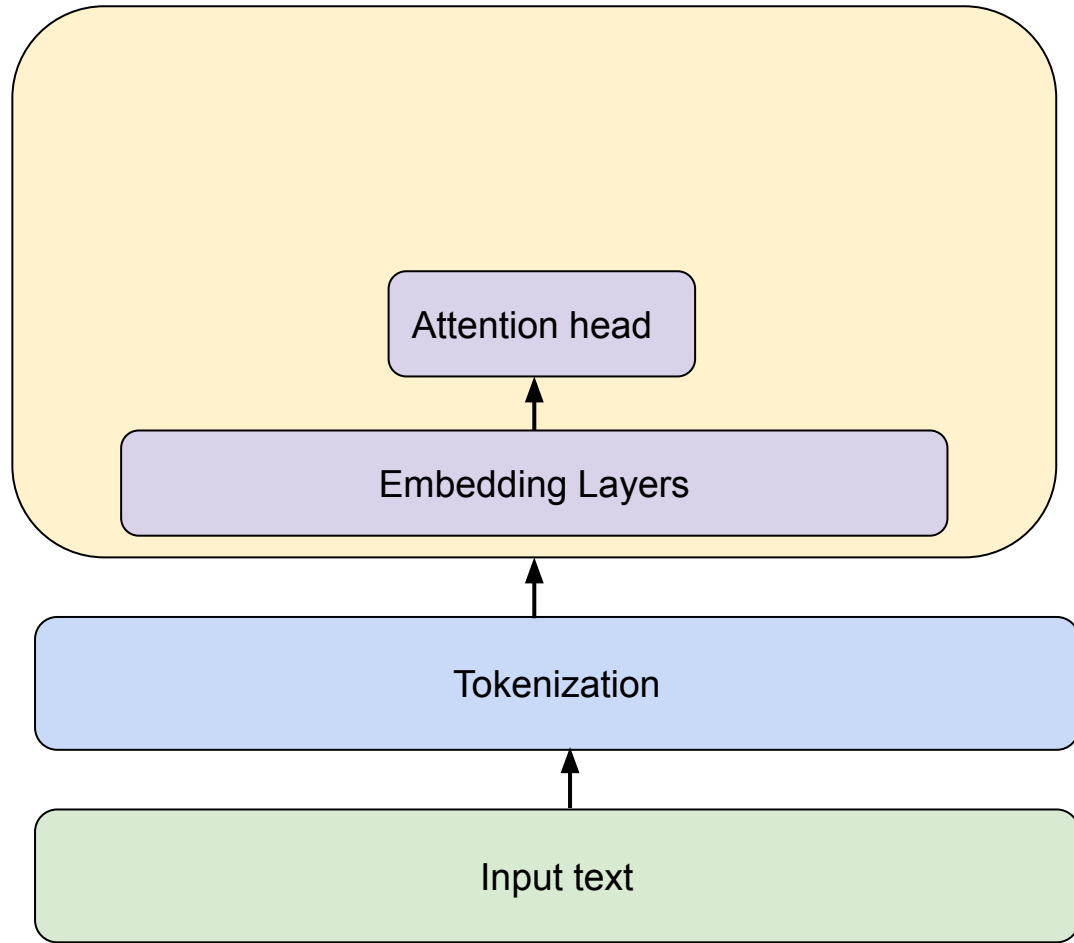 Attention head
Embedding Layers
Tokenization
Input text